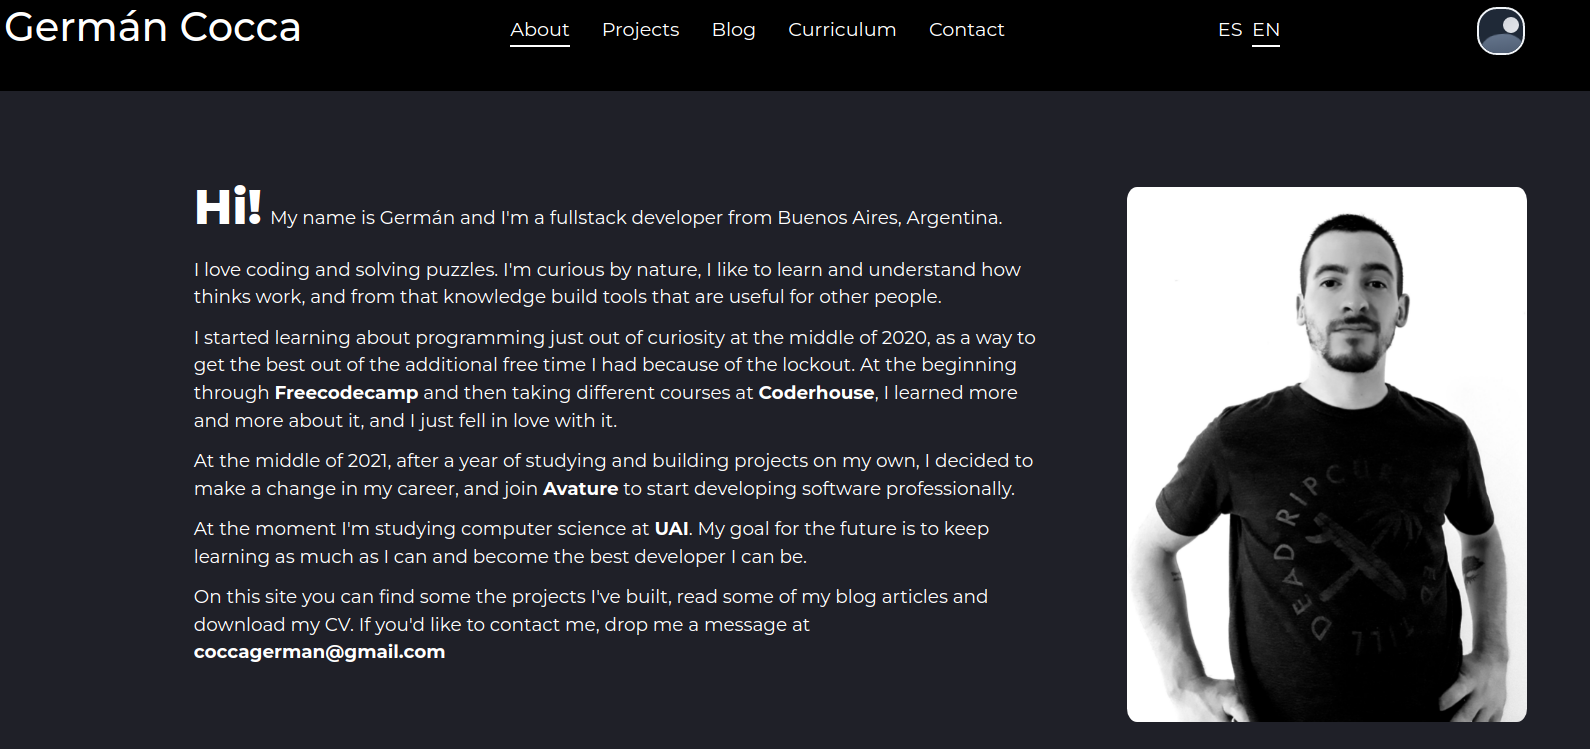 Germán Cocca
About Projects Blog Curriculum Contact
ES EN
Hi! My name is Germán and I'm a fullstack developer from Buenos Aires, Argentina.
I love coding and solving puzzles. I'm curious by nature, I like to learn and understand how
thinks work, and from that knowledge build tools that are useful for other people.
I started learning about programming just out of curiosity at the middle of 2020, as a way to
get the best out of the additional free time I had because of the lockout. At the beginning
through Freecodecamp and then taking different courses at Coderhouse, I learned more
and more about it, and I just fell in love with it.
At the middle of 2021, after a year of studying and building projects on my own, I decided to
make a change in my career, and join Avature to start developing software professionally.
At the moment I'm studying computer science at UAI. My goal for the future is to keep
learning as much as I can and become the best developer I can be.
On this site you can find some the projects I've built, read some of my blog articles and
download my CV. If you'd like to contact me, drop me a message at
coccagerman@gmail.com
RIPCUR
TILL DEAD